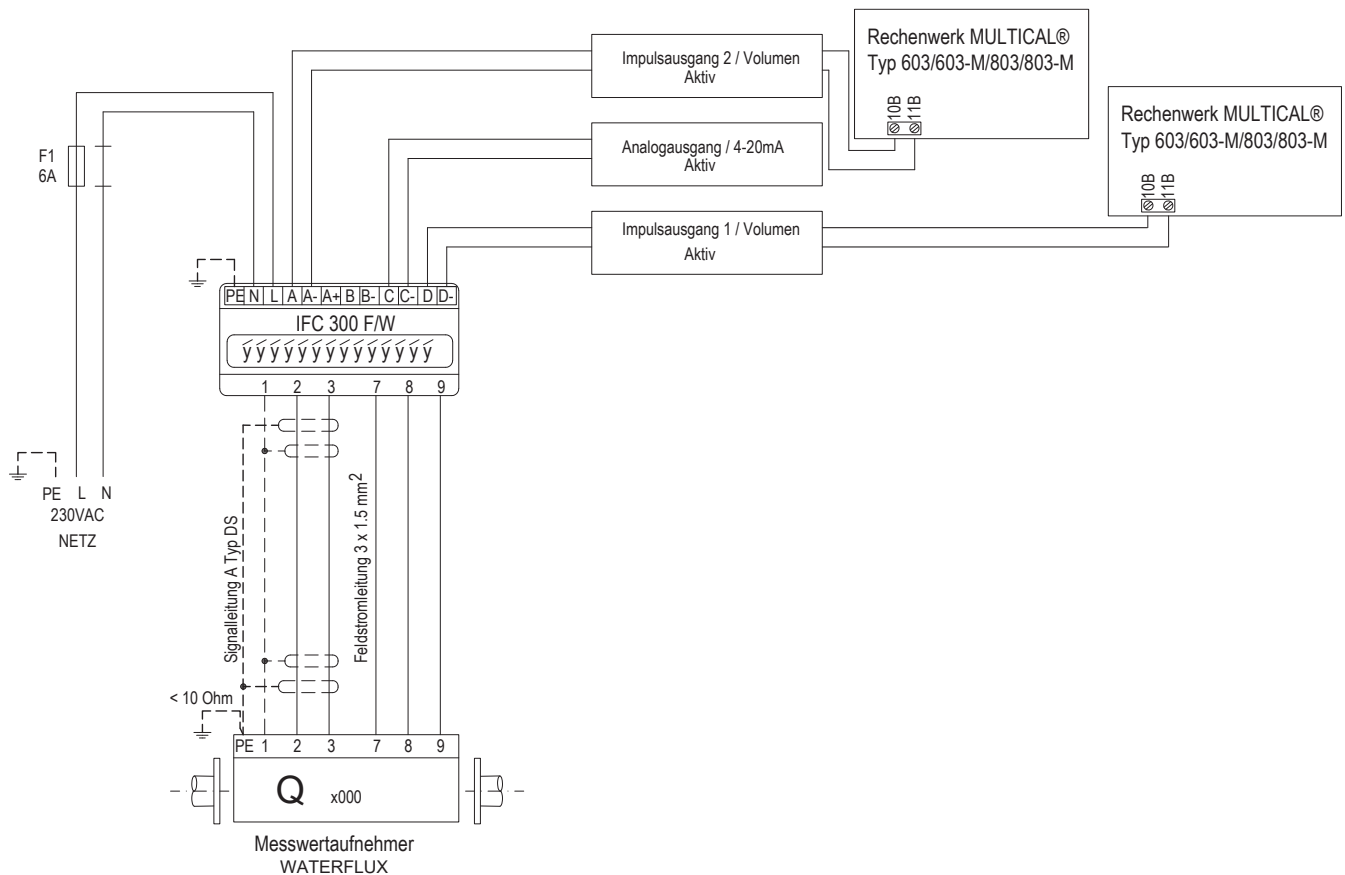 Impulsausgang 2 / Volumen
Aktiv
Rechenwerk MULTICAL®
Typ 603/603-M/803/803-M
10B
11B
Rechenwerk MULTICAL®
Typ 603/603-M/803/803-M
10B
11B
Analogausgang / 4-20mA
Aktiv
Impulsausgang 1 / Volumen
Aktiv
F1
6A
PE N L A A- A+ B B- C C- D D-
IFC 300 F/W
ý ý ý ý ý ý ý ý ý ý ý ý ý ý
1 2 3 7 8 9
PE L N
230VAC
NETZ
Signalleitung A Typ DS
Feldstromleitung 3 x 1.5 mm²
< 10 Ohm
PE 1 2 3 7 8 9
Q x000
Messwertaufnehmer
WATERFLUX